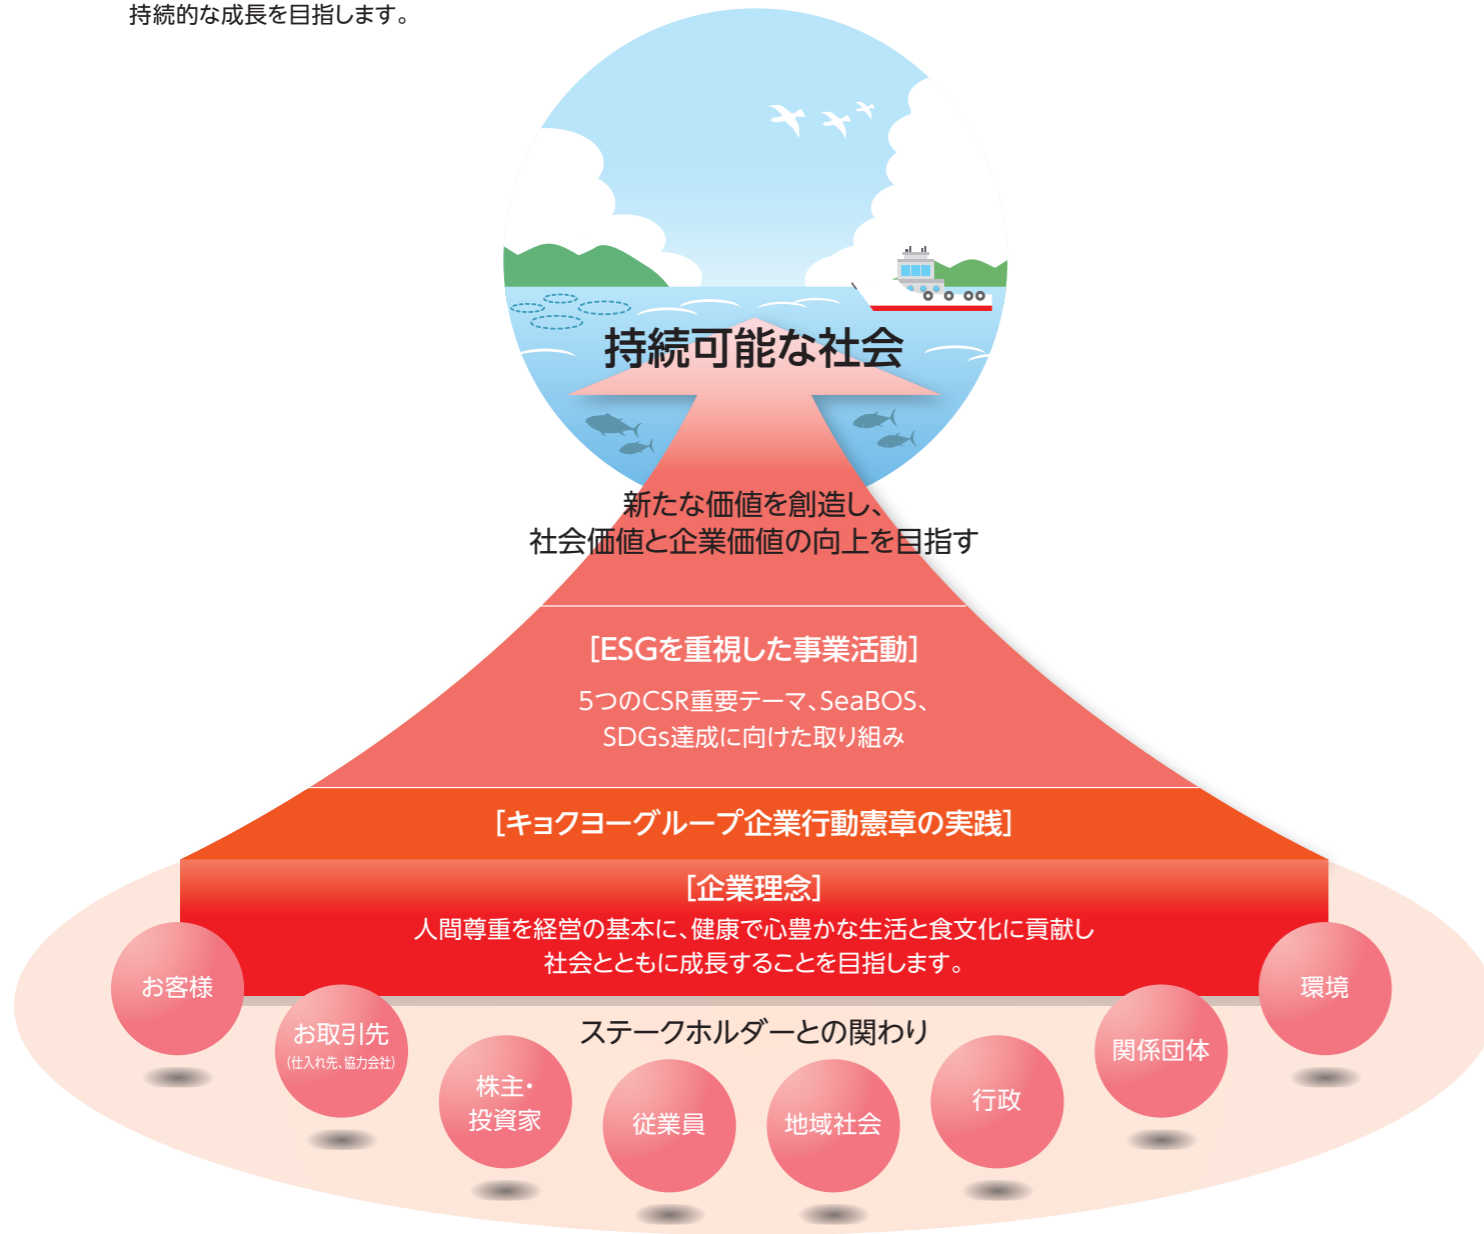 持続的な成長を目指します。
持続可能な社会
新たな価値を創造し、
社会価値と企業価値の向上を目指す
[ESGを重視した事業活動]
5つのCSR重要テーマ、SeaBOS、
SDGs達成に向けた取り組み
[キョクヨーグループ企業行動憲章の実践]
[企業理念]
人間尊重を経営の基本に、健康で心豊かな生活と食文化に貢献し
社会とともに成長することを目指します。
ステークホルダーとの関わり
お客様
お取引先
(仕入れ先、協力会社)
株主・
投資家
従業員
地域社会
行政
関係団体
環境